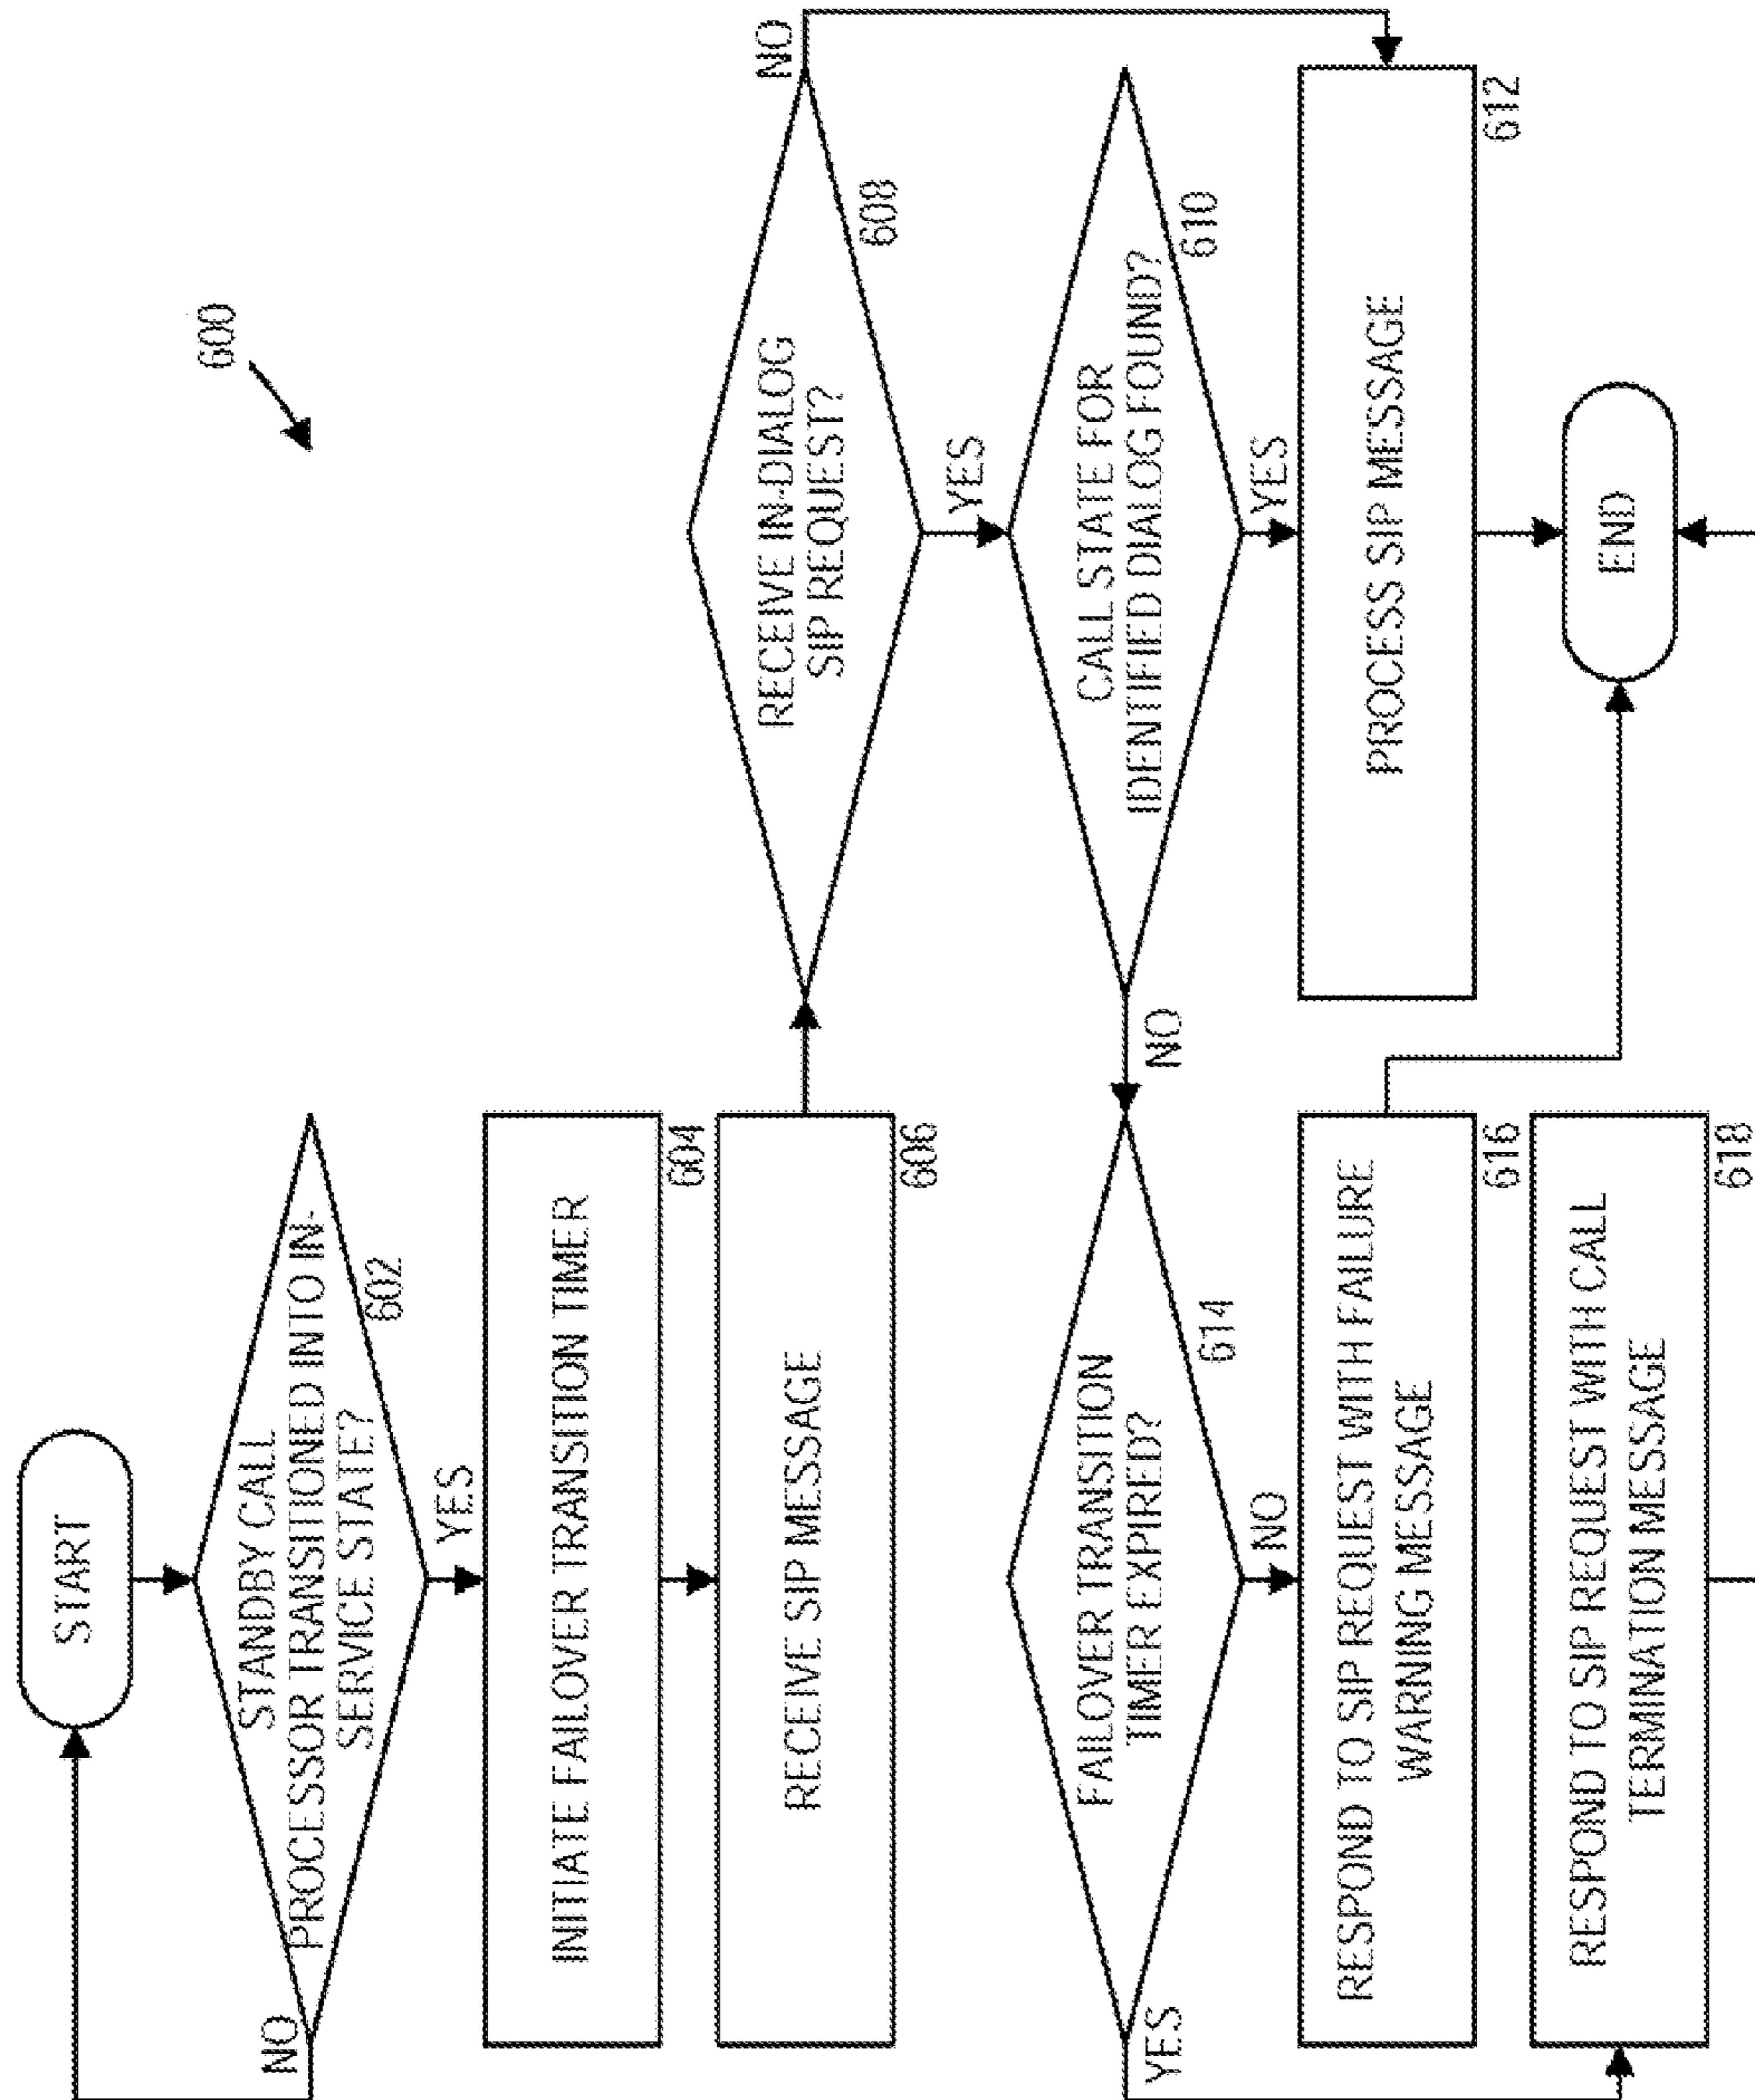 600
START
STANDBY CALL
PROCESSOR TRANSITIONED INTO IN-
SERVICE STATE?
602
NO
YES
INITIATE FAILOVER TRANSITION TIMER
604
RECEIVE SIP MESSAGE
606
RECEIVE IN-DIALOG
SIP REQUEST?
608
NO
YES
CALL STATE FOR
IDENTIFIED DIALOG FOUND?
610
NO
YES
PROCESS SIP MESSAGE
612
FAILOVER TRANSITION
TIMER EXPIRED?
614
YES
NO
RESPOND TO SIP REQUEST WITH FAILURE
WARNING MESSAGE
616
RESPOND TO SIP REQUEST WITH CALL
TERMINATION MESSAGE
618
END